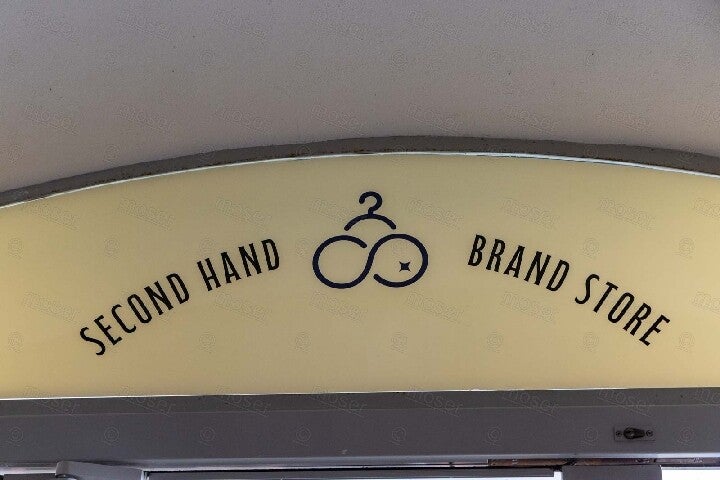 SECOND HAND BRAND STORE